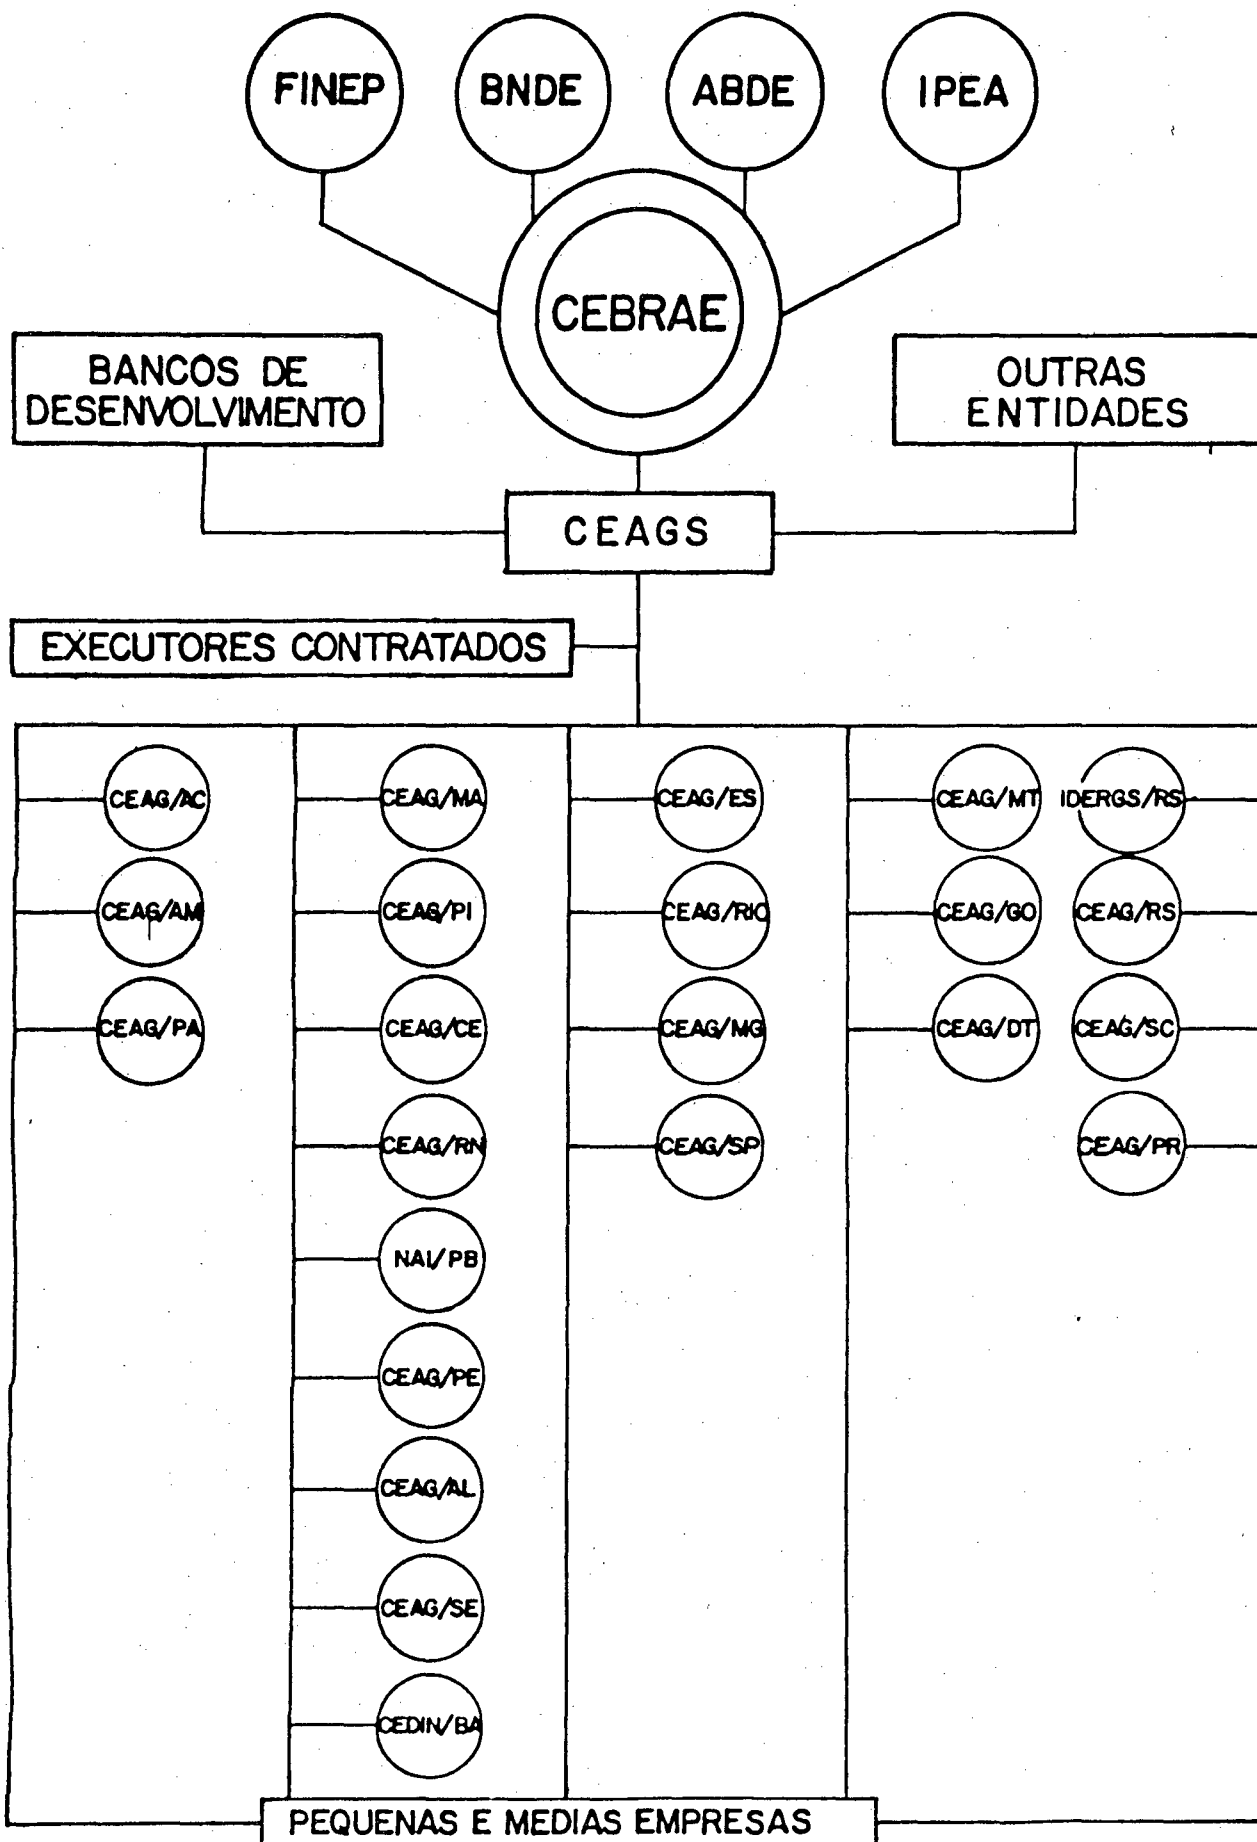 FINEP
BNDE
ABDE
IPEA
CEBRAE
BANCOS DE
DESENVOLVIMENTO
OUTRAS
ENTIDADES
CEAGS
EXECUTORES CONTRATADOS
CEAG/AC
CEAG/AM
CEAG/PA
CEAG/MA
CEAG/PI
CEAG/CE
CEAG/RN
NAI/PB
CEAG/PE
CEAG/AL
CEAG/SE
CEDIN/BA
CEAG/ES
CEAG/RIO
CEAG/MG
CEAG/SP
CEAG/MT
CEAG/GO
CEAG/DT
IDERGS/RS
CEAG/RS
CEAG/SC
CEAG/PR
PEQUENAS E MEDIAS EMPRESAS